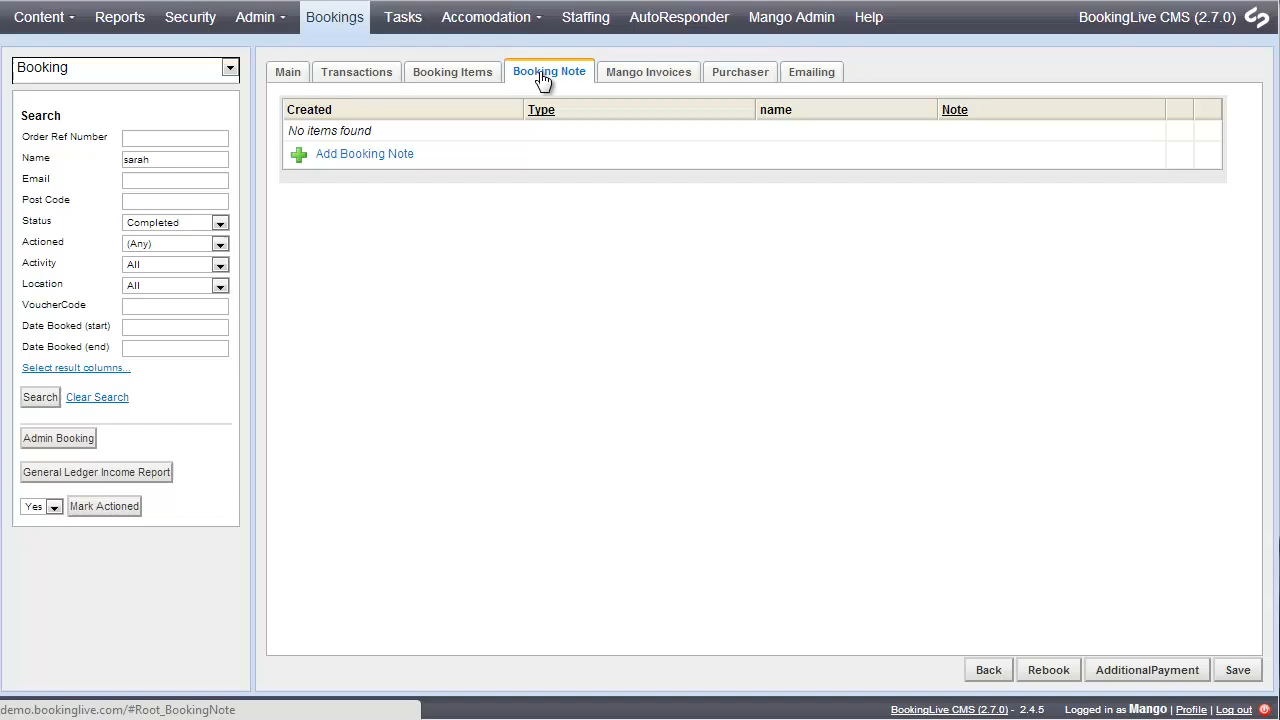 Content Reports Security Admin Bookings Tasks Accomodation Staffing AutoResponder Mango Admin Help BookingLive CMS (2.7.0)
Booking
Search
Order Ref Number
Name sarah
Email
Post Code
Status Completed
Actioned (Any)
Activity All
Location All
VoucherCode
Date Booked (start)
Date Booked (end)
Select result columns...
Search Clear Search
Admin Booking
General Ledger Income Report
Yes Mark Actioned
Main Transactions Booking Items Booking Note Mango Invoices Purchaser Emailing
Created Type name Note
No items found
Add Booking Note
Back Rebook AdditionalPayment Save
demo.bookinglive.com/#Root_BookingNote
BookingLive CMS (2.7.0) - 2.4.5 Logged in as Mango | Profile | Log out